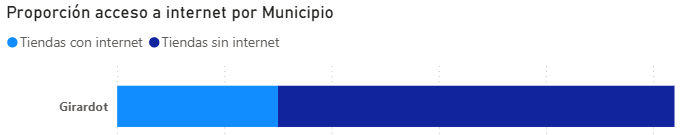 Proporción acceso a internet por Municipio
Tiendas con internet Tiendas sin internet
Girardot